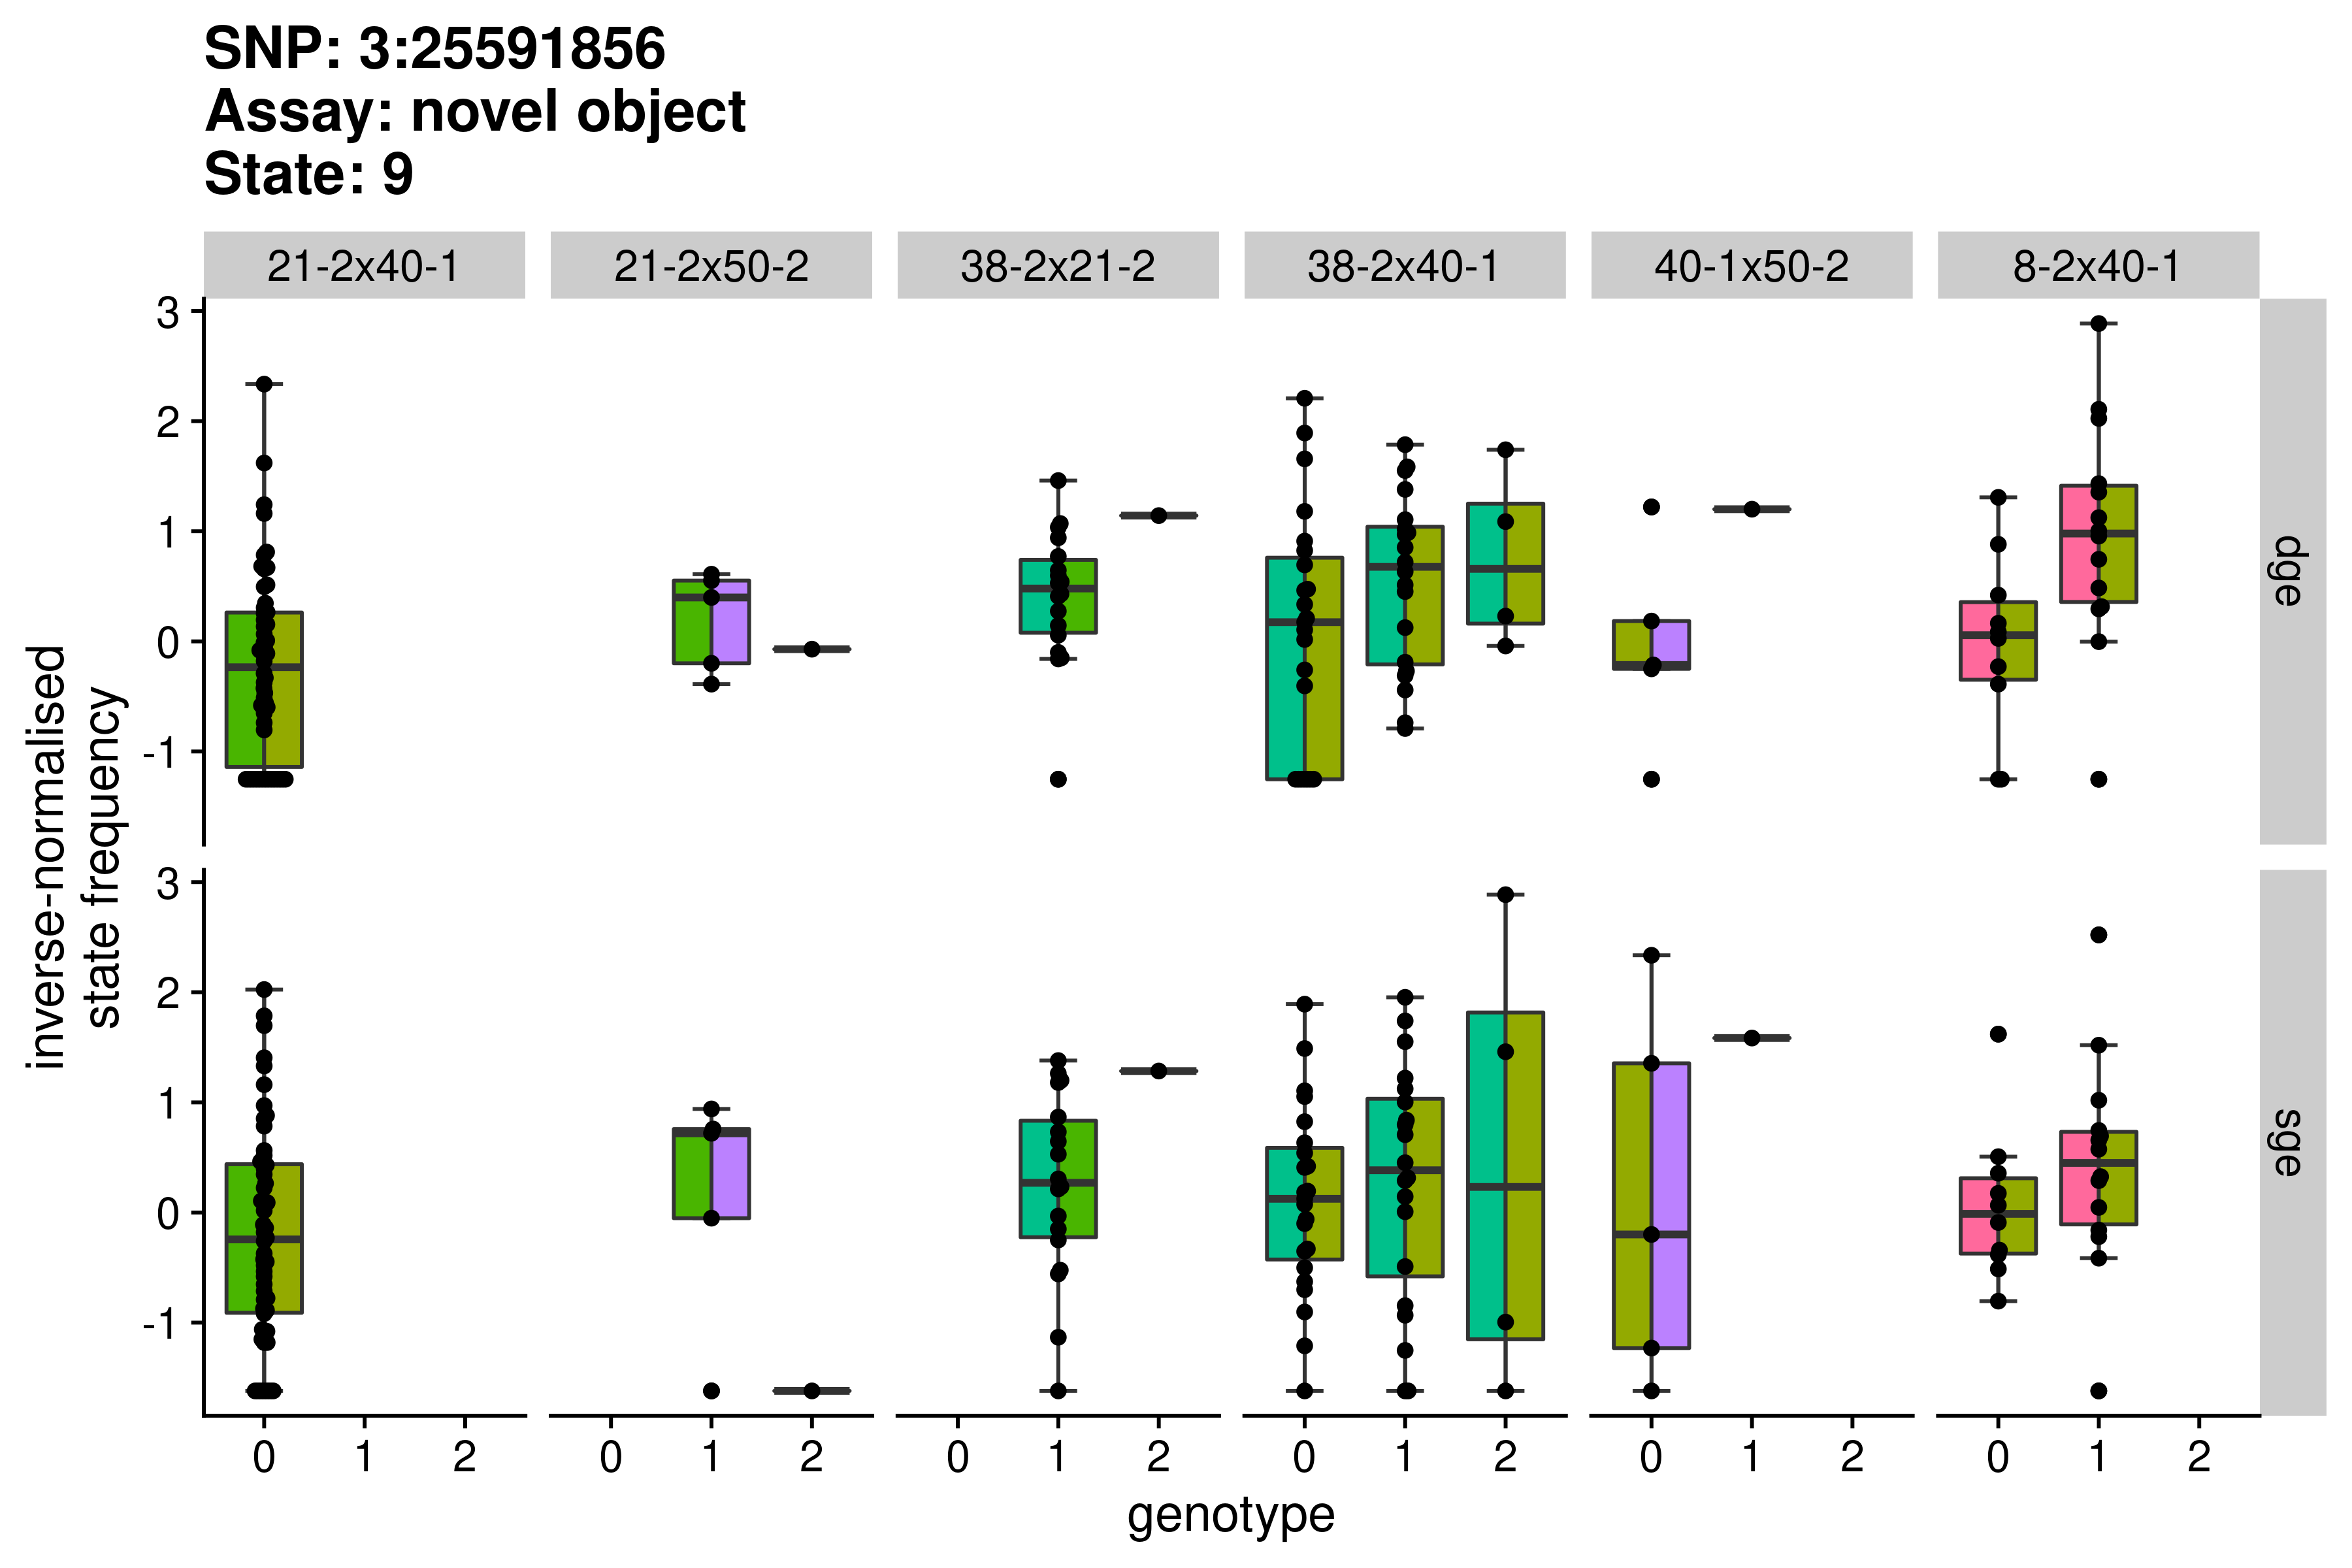 SNP: 3:25591856
Assay: novel object
State: 9
21-2x40-1
21-2x50-2
38-2x21-2
38-2x40-1
40-1x50-2
8-2x40-1
inverse-normalised
state frequency
3
2
1
0
-1
dge
3
2
1
0
-1
sge
0 1 2
0 1 2
0 1 2
0 1 2
0 1 2
0 1 2
genotype